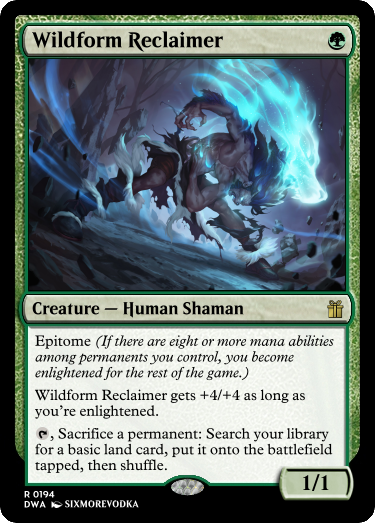 Wildform Reclaimer
Creature — Human Shaman
Epitome (If there are eight or more mana abilities
among permanents you control, you become
enlightened for the rest of the game.)
Wildform Reclaimer gets +4/+4 as long as
you're enlightened.
, Sacrifice a permanent: Search your library
for a basic land card, put it onto the battlefield
tapped, then shuffle.
1/1
R 0194
DWA SIXMOREVODKA